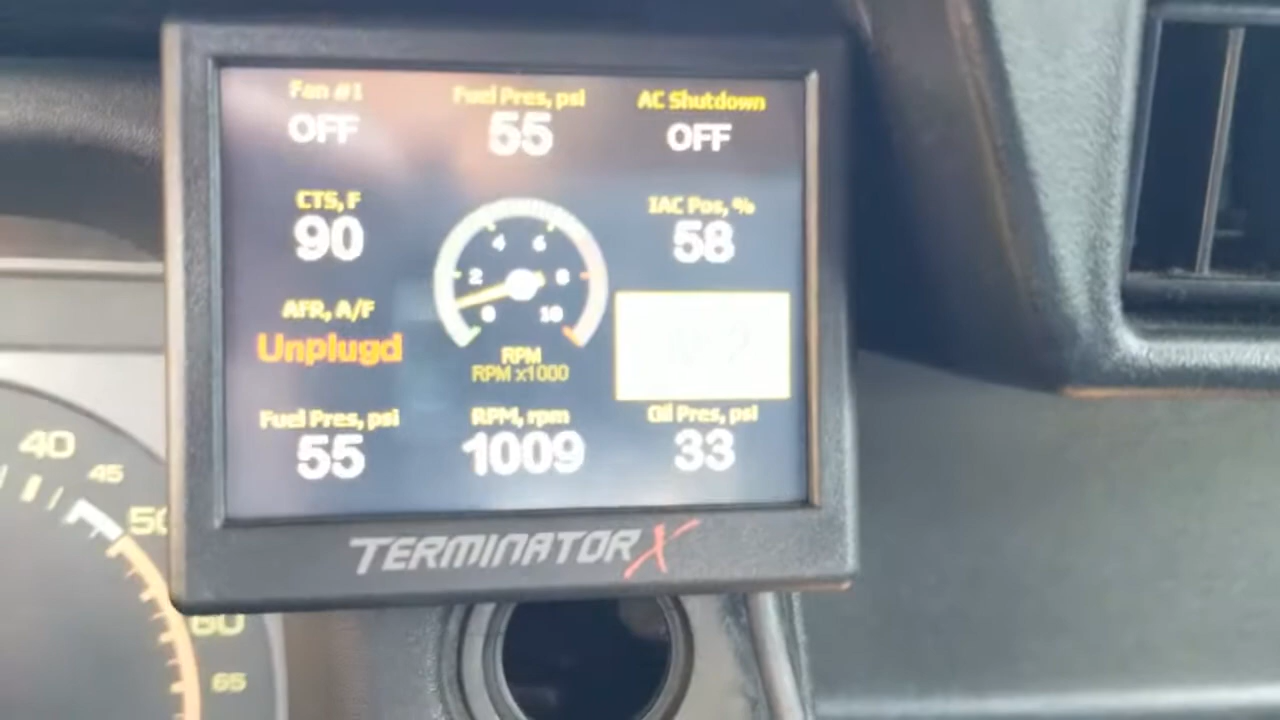 Fan #1
OFF
Fuel Pres, psi
55
AC Shutdown
OFF
CTS, F
90
IAC Pos, %
58
AFR, A/F
Unplugd
0
2
4
6
8
10
RPM
RPM x1000
Fuel Pres, psi
55
RPM, rpm
1009
Oil Pres, psi
33
TERMINATOR X
40
45
50
60
65